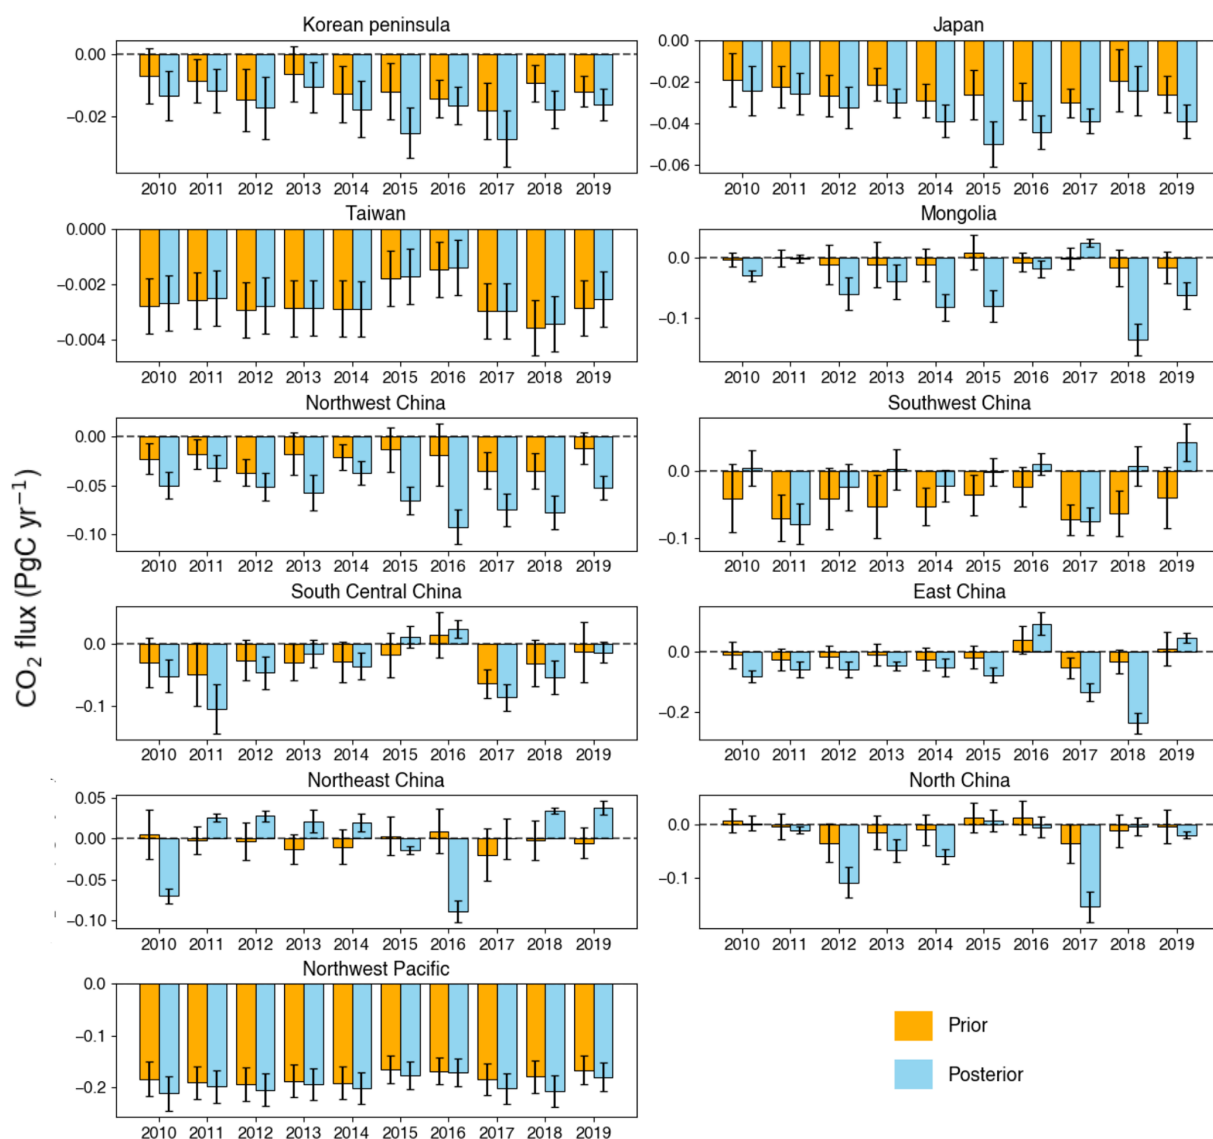 Korean peninsula
0.00
−0.02
2010 2011 2012 2013 2014 2015 2016 2017 2018 2019
Japan
0.00
−0.02
−0.04
−0.06
2010 2011 2012 2013 2014 2015 2016 2017 2018 2019
Taiwan
0.000
−0.002
−0.004
2010 2011 2012 2013 2014 2015 2016 2017 2018 2019
Mongolia
0.0
−0.1
2010 2011 2012 2013 2014 2015 2016 2017 2018 2019
CO₂ flux (PgC yr⁻¹)
Northwest China
0.00
−0.05
−0.10
2010 2011 2012 2013 2014 2015 2016 2017 2018 2019
Southwest China
0.0
−0.1
2010 2011 2012 2013 2014 2015 2016 2017 2018 2019
South Central China
0.0
−0.1
2010 2011 2012 2013 2014 2015 2016 2017 2018 2019
East China
0.0
−0.2
2010 2011 2012 2013 2014 2015 2016 2017 2018 2019
Northeast China
0.05
0.00
−0.05
−0.10
2010 2011 2012 2013 2014 2015 2016 2017 2018 2019
North China
0.0
−0.1
2010 2011 2012 2013 2014 2015 2016 2017 2018 2019
Northwest Pacific
0.0
−0.1
−0.2
2010 2011 2012 2013 2014 2015 2016 2017 2018 2019
Prior
Posterior